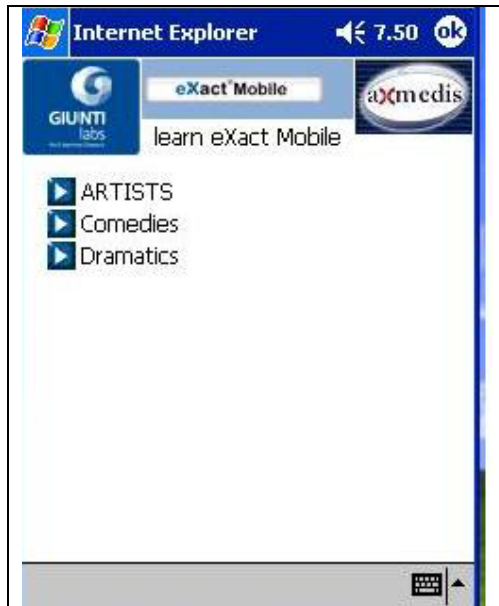 Internet Explorer 7.50 ok
GIUNTI
labs
eXact Mobile
axmedis
learn eXact Mobile
ARTISTS
Comedies
Dramatics